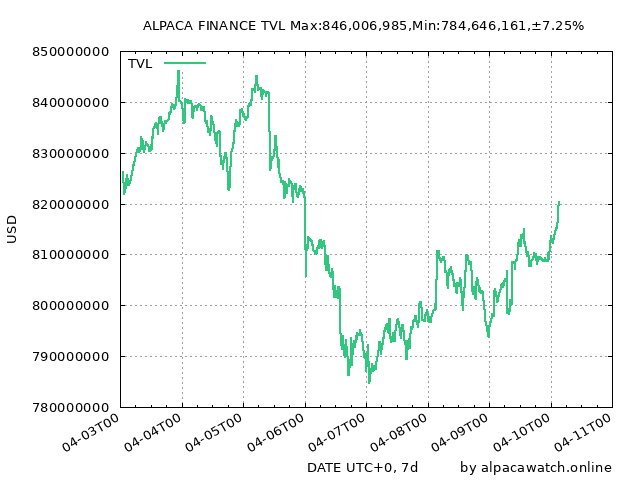 ALPACA FINANCE TVL Max:846,006,985,Min:784,646,161,±7.25%
850000000
TVL
840000000
830000000
820000000
USD
810000000
800000000
790000000
780000000
04-03T00
04-04T00
04-05T00
04-06T00
04-07T00
04-08T00
04-09T00
04-10T00
04-11T00
DATE UTC+0, 7d
by alpacawatch.online